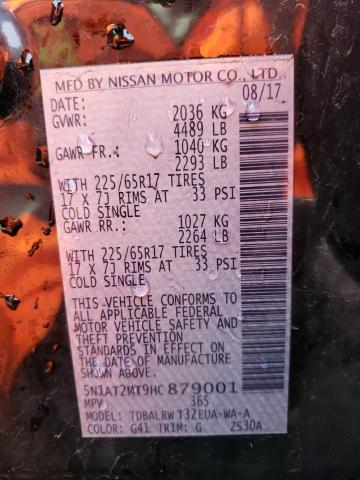 MFD BY NISSAN MOTOR CO., LTD.
DATE: 08/17
GVWR: 2036 KG
4489 LB
GAWR FR.: 1040 KG
2293 LB
WITH 225/65R17 TIRES
17 X 7J RIMS AT 33 PSI
COLD SINGLE
GAWR RR.: 1027 KG
2264 LB
WITH 225/65R17 TIRES
17 X 7J RIMS AT 33 PSI
COLD SINGLE
THIS VEHICLE CONFORMS TO
ALL APPLICABLE FEDERAL
MOTOR VEHICLE SAFETY AND
THEFT PREVENTION
STANDARDS IN EFFECT ON THE
DATE OF MANUFACTURE SHOWN
ABOVE.
5N1AT2MT9HC879001
MPV 365
MODEL: TDBALRW T32EUA-WA-A
COLOR: G41 TRIM: G ZS30A